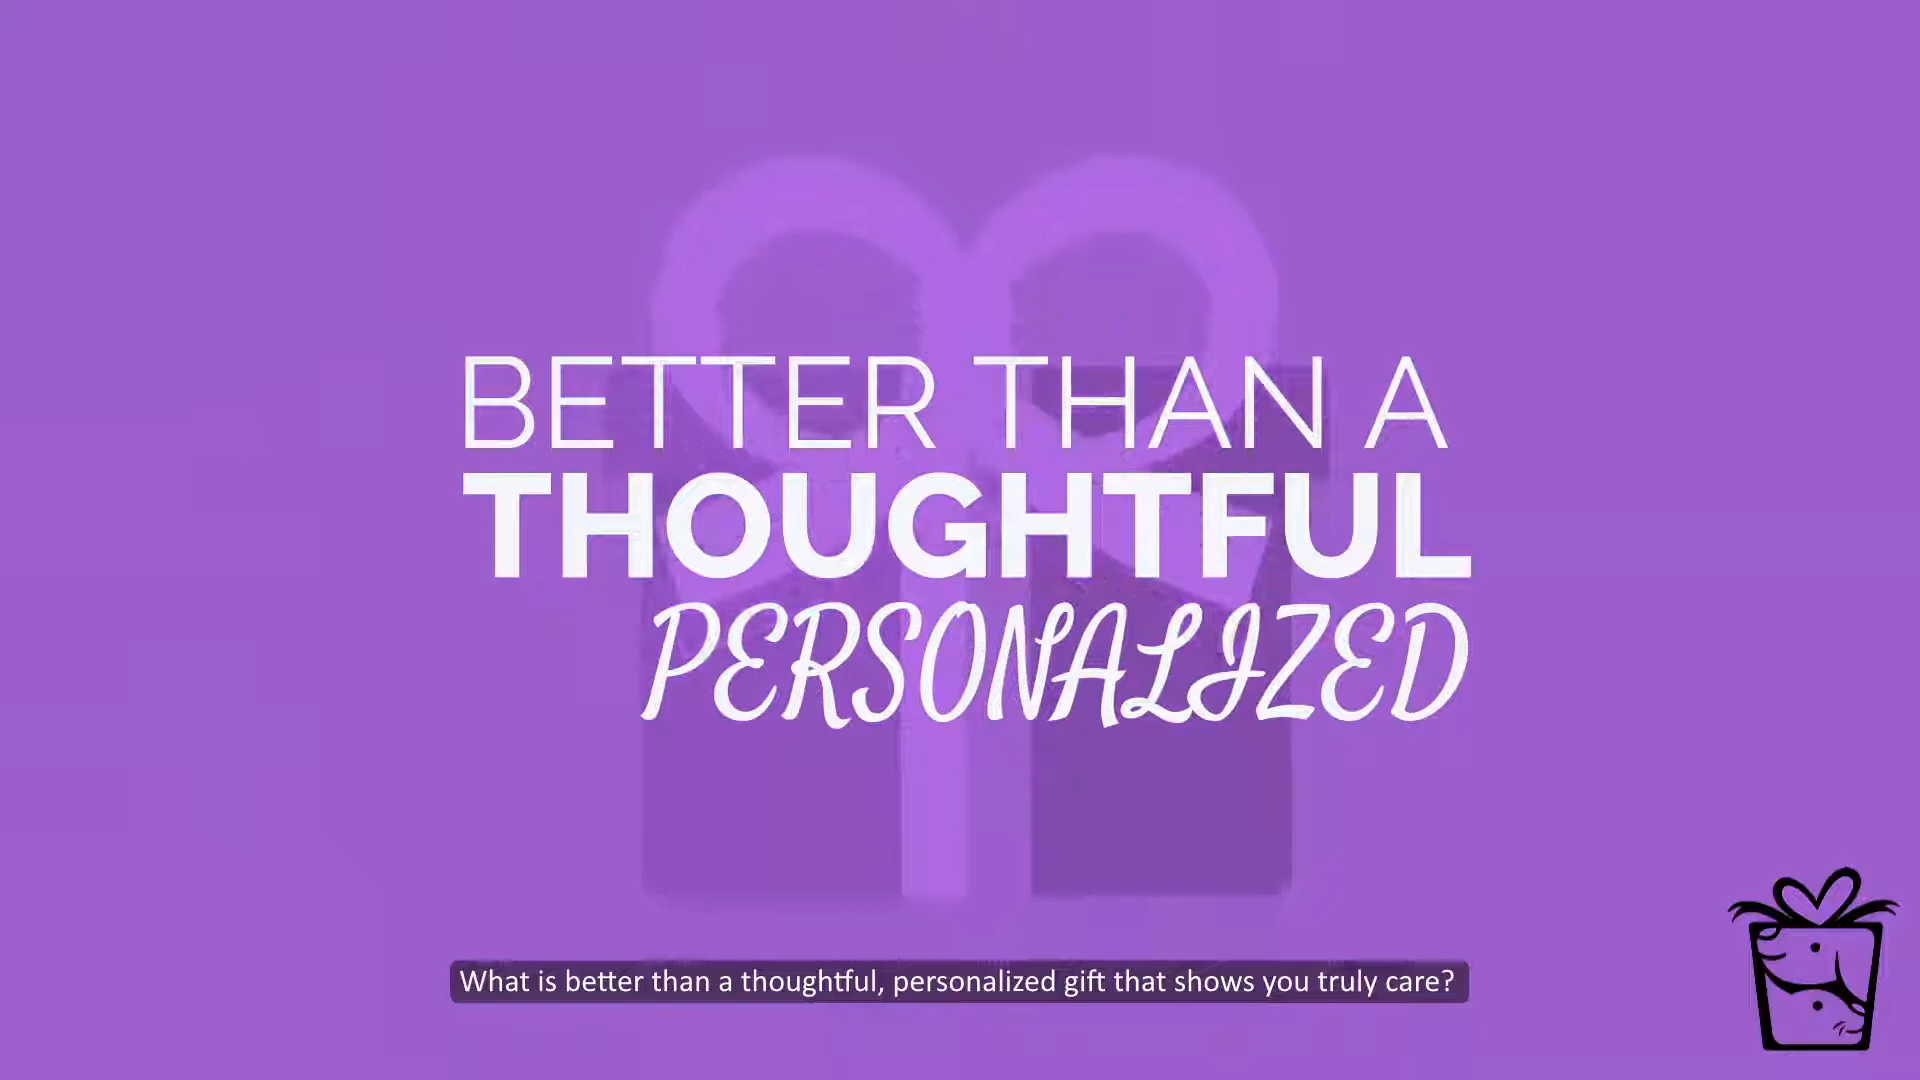 BETTER THAN A
THOUGHTFUL
PERSONALIZED
What is better than a thoughtful, personalized gift that shows you truly care?